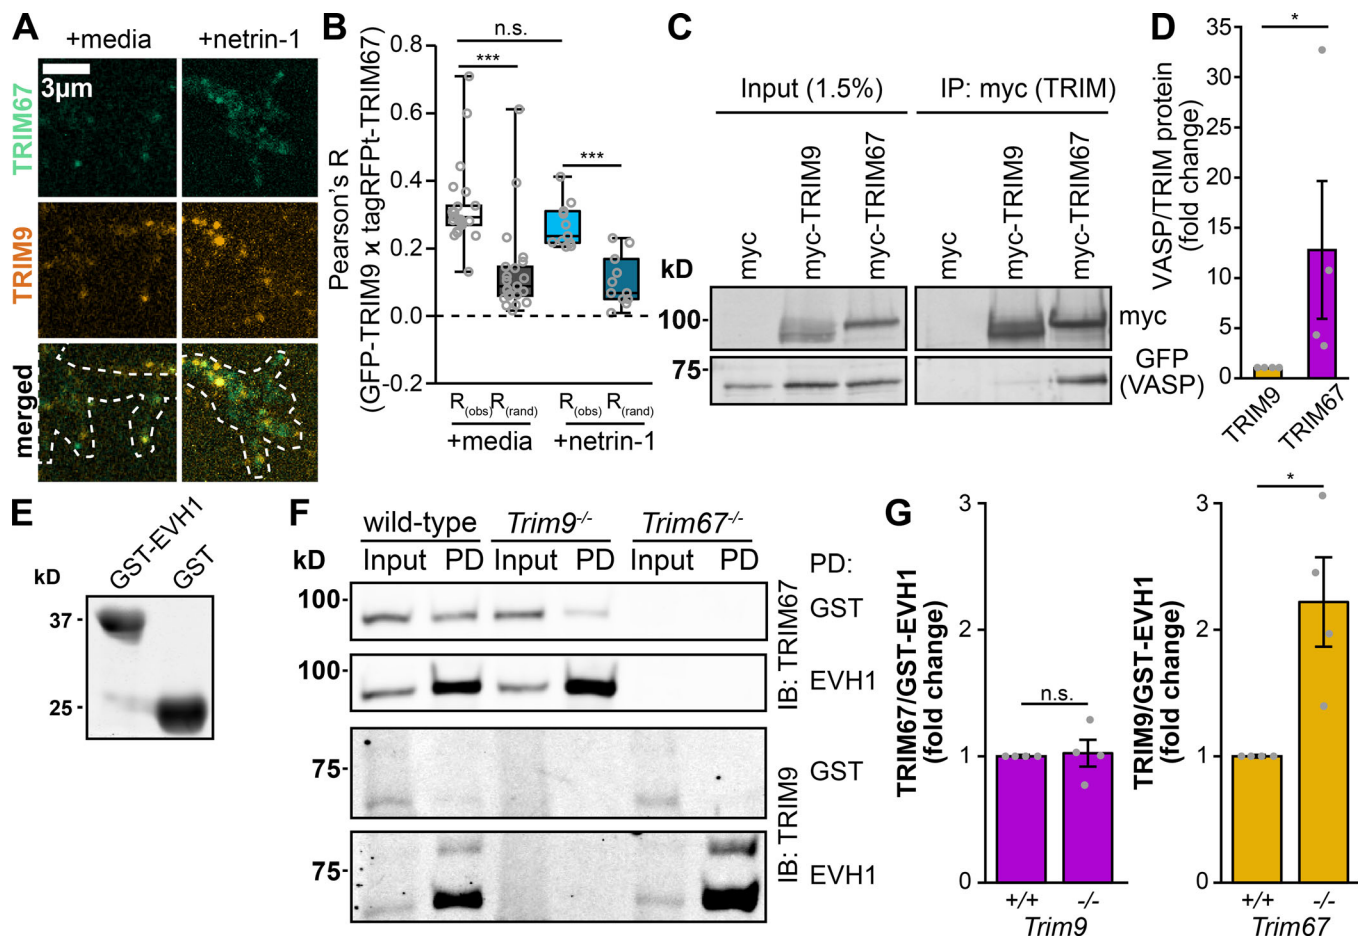 A
+media
+netrin-1
3μm
TRIM67
TRIM9
merged
B
n.s.
***
***
Pearson's R
(GFP-TRIM9 x tagRFPt-TRIM67)
0.8
0.6
0.4
0.2
0.0
-0.2
R(obs) R(rand) R(obs) R(rand)
+media +netrin-1
C
Input (1.5%) IP: myc (TRIM)
myc myc-TRIM9 myc-TRIM67 myc myc-TRIM9 myc-TRIM67
kD
100-
75-
myc
GFP
(VASP)
D
*
VASP/TRIM protein
(fold change)
35
30
25
20
15
10
5
0
TRIM9 TRIM67
E
GST-EVH1 GST
kD
37 -
25 -
F
wild-type Trim9-/- Trim67-/-
kD Input PD Input PD Input PD PD:
100- GST
100- EVH1
IB: TRIM67
75- GST
75- EVH1
IB: TRIM9
G
TRIM67/GST-EVH1
(fold change)
3
2
1
0
n.s.
+/+ -/-
Trim9
TRIM9/GST-EVH1
(fold change)
3
2
1
0
*
+/+ -/-
Trim67